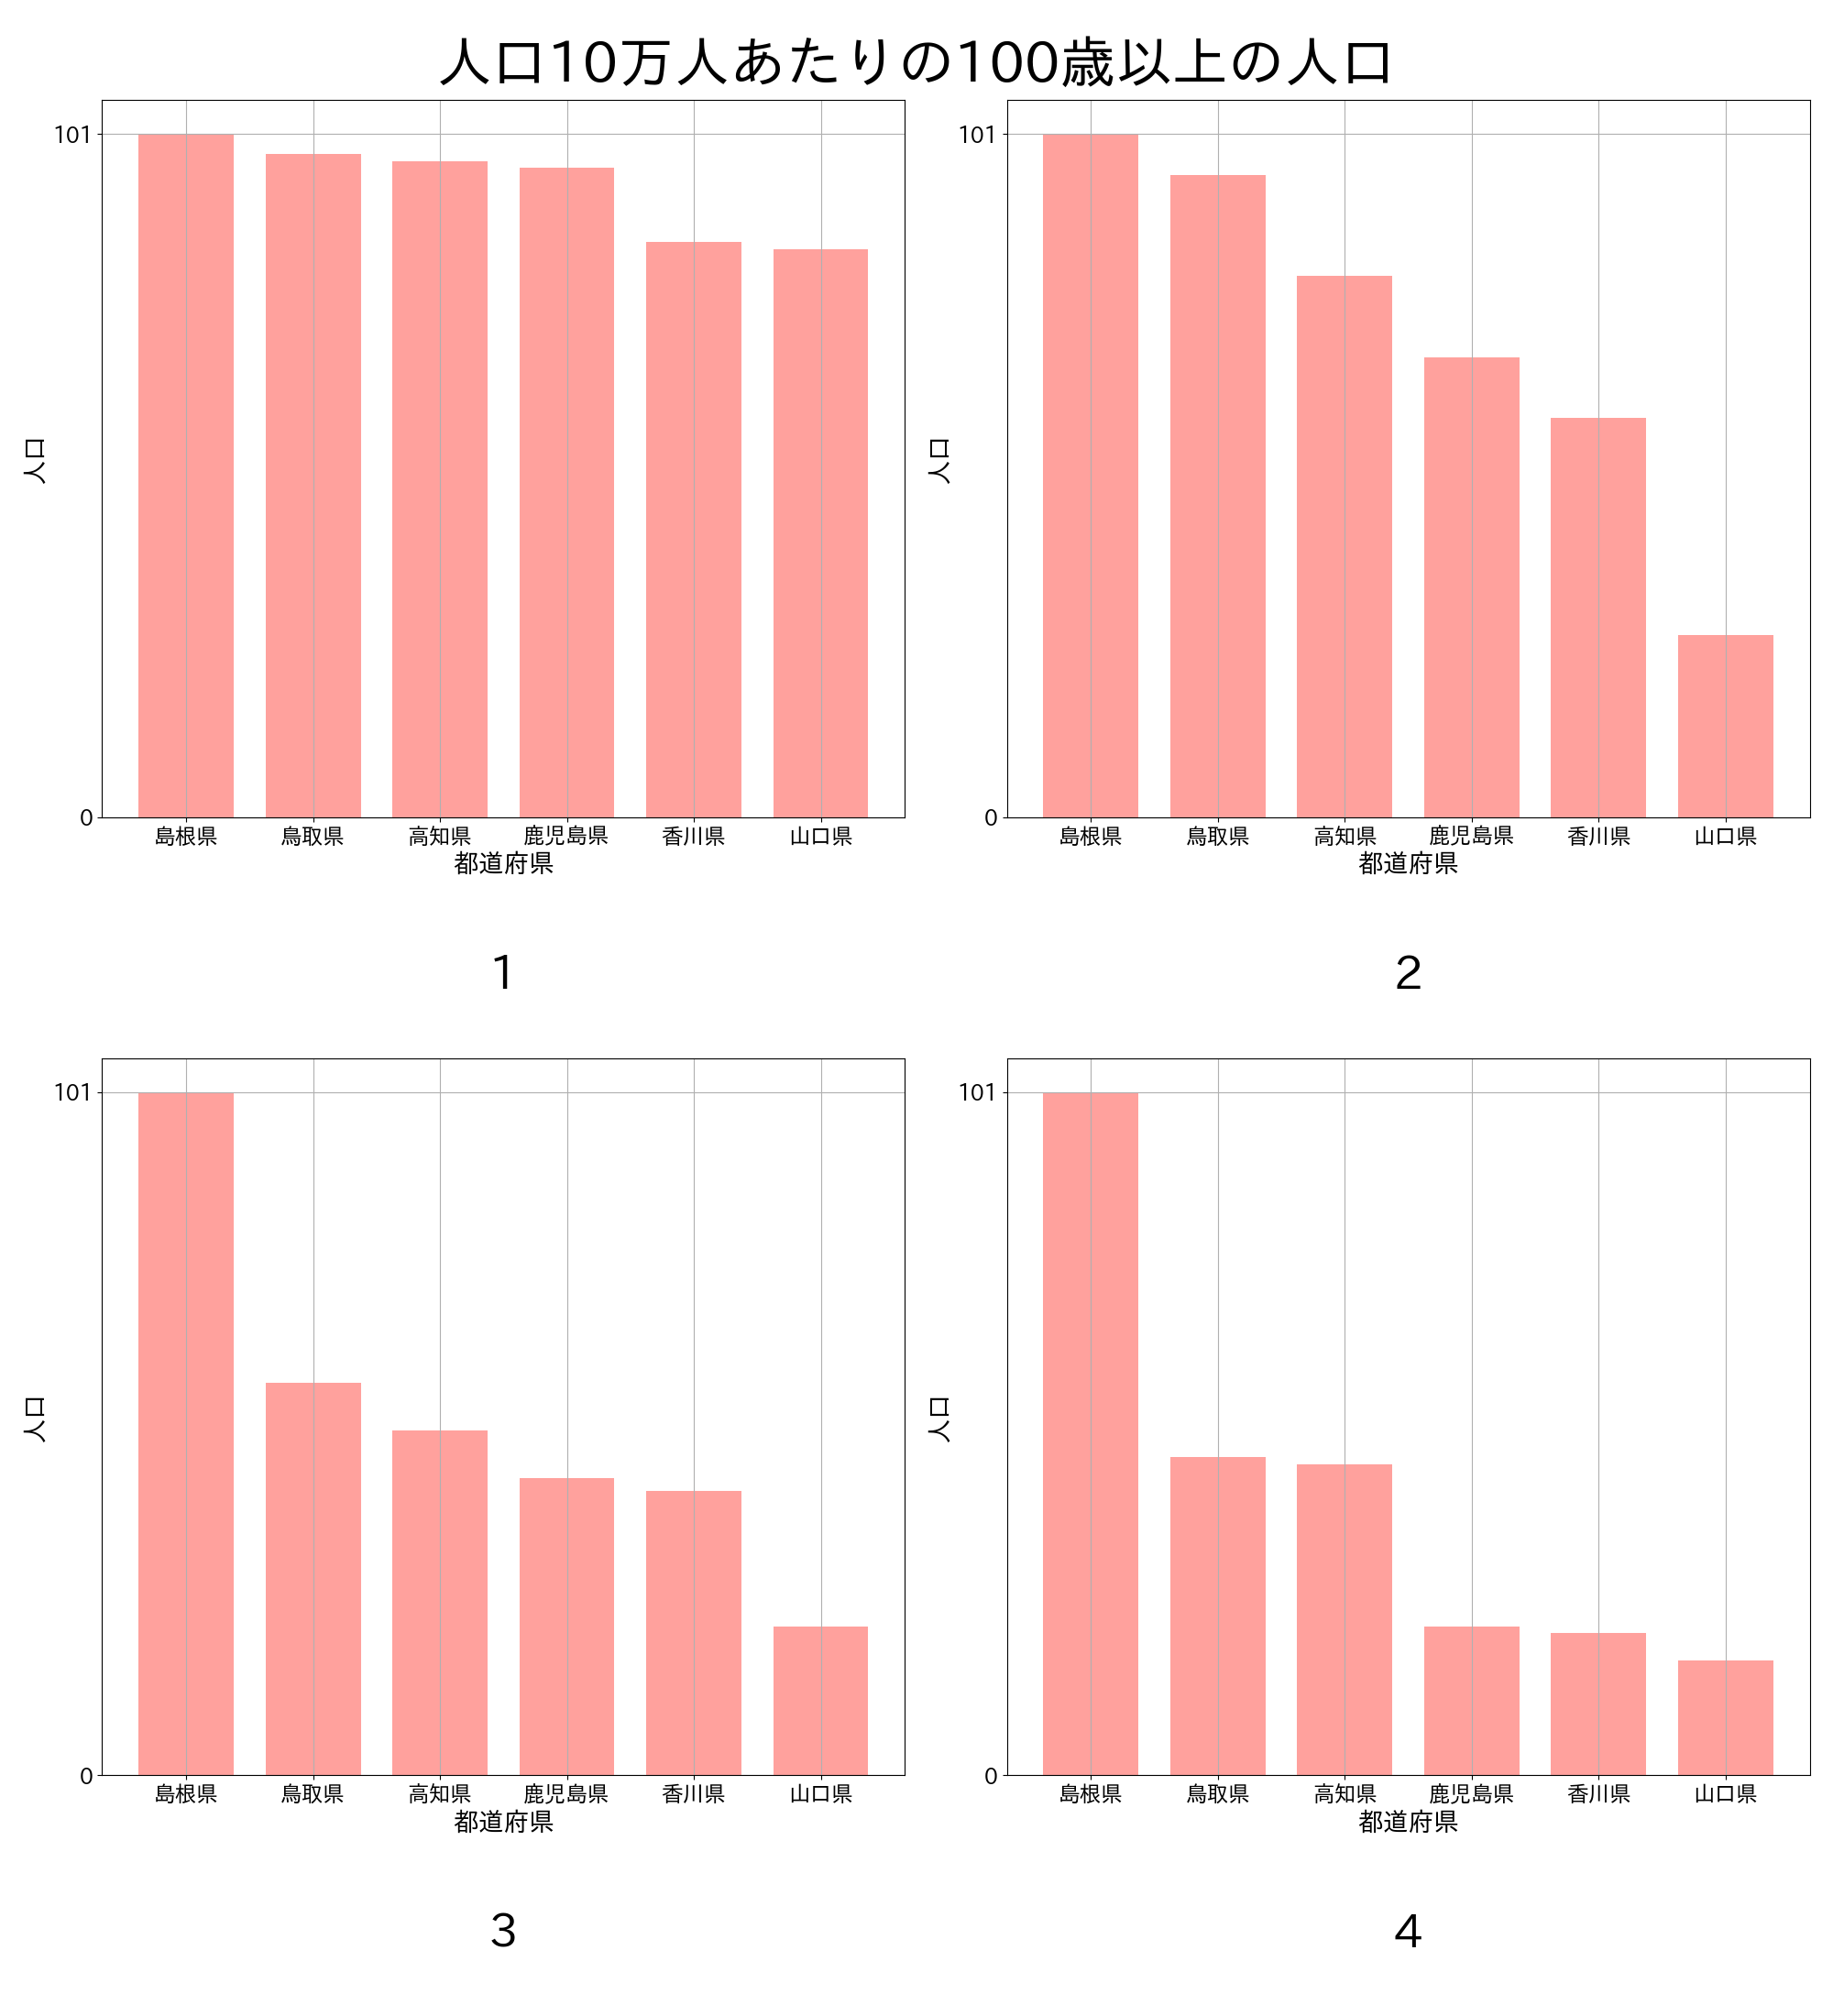 人口10万人あたりの100歳以上の人口
101
0
人口
島根県 鳥取県 高知県 鹿児島県 香川県 山口県
都道府県
1
101
0
人口
島根県 鳥取県 高知県 鹿児島県 香川県 山口県
都道府県
2
101
0
人口
島根県 鳥取県 高知県 鹿児島県 香川県 山口県
都道府県
3
101
0
人口
島根県 鳥取県 高知県 鹿児島県 香川県 山口県
都道府県
4